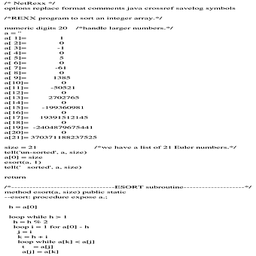 /* NetRexx */
options replace format comments java crossref savelog symbols
/*REXX program to sort an integer array.*/
numeric digits 20 /*handle larger numbers.*/
a = ''
a[ 1]= 1
a[ 2]= 0
a[ 3]= -1
a[ 4]= 0
a[ 5]= 5
a[ 6]= 0
a[ 7]= -61
a[ 8]= 0
a[ 9]= 1385
a[10]= 0
a[11]= -50521
a[12]= 0
a[13]= 2702765
a[14]= 0
a[15]= -199360981
a[16]= 0
a[17]= 19391512145
a[18]= 0
a[19]= -2404879675441
a[20]= 0
a[21]= 370371188237525
size = 21 /*we have a list of 21 Euler numbers.*/
tell('un-sorted', a, size)
a[0] = size
esort(a, 1)
tell(' sorted', a, size)
return
/*----------------------------------ESORT subroutine--------------------*/
method esort(a, size) public static
--esort: procedure expose a.;
h = a[0]
loop while h > 1
h = h % 2
loop i = 1 for a[0] - h
j = i
k = h + i
loop while a[k] < a[j]
t = a[j]
a[j] = a[k]